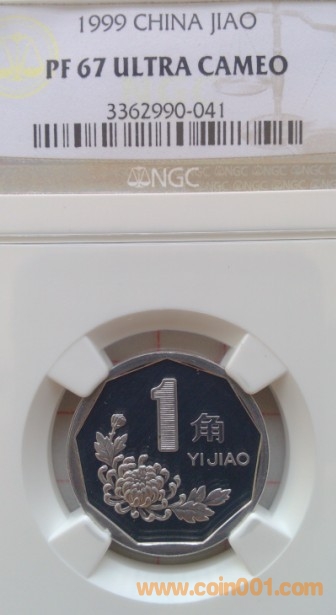 1999 CHINA JIAO
PF 67 ULTRA CAMEO
3362990-041
NGC
1角
YI JIAO
www.coin001.com